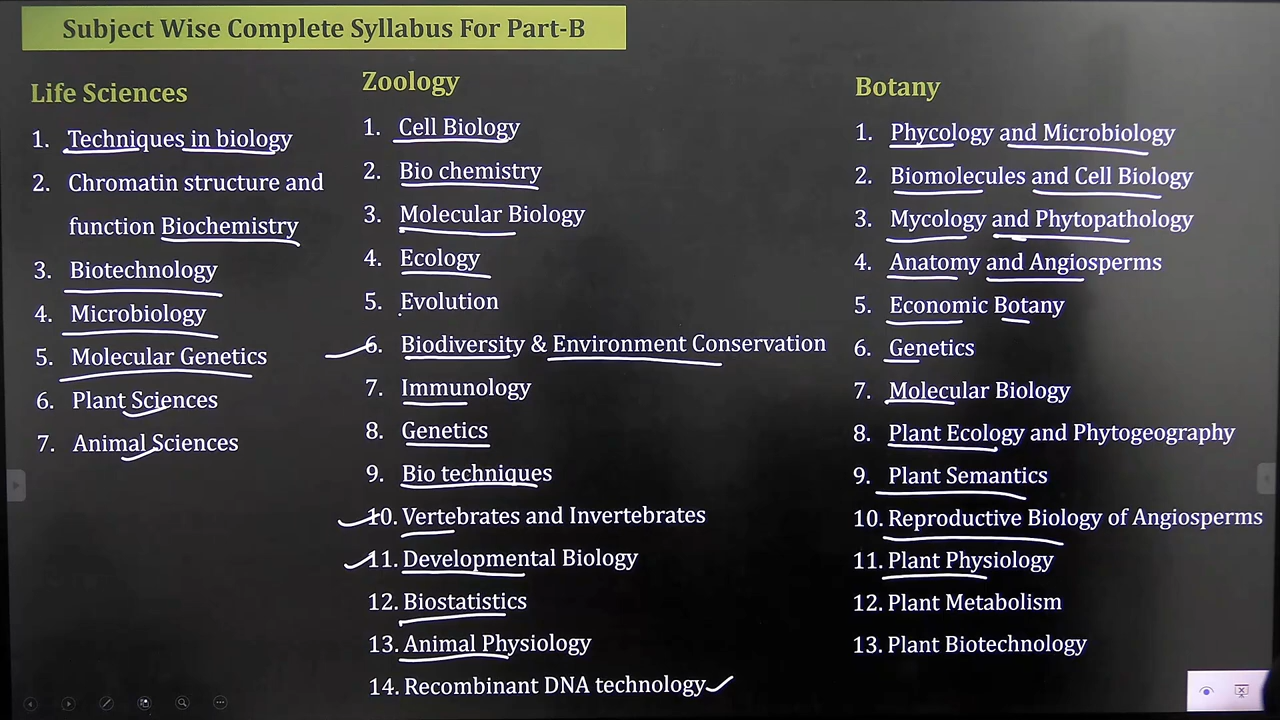 Subject Wise Complete Syllabus For Part-B
Life Sciences
1. Techniques in biology
2. Chromatin structure and
function Biochemistry
3. Biotechnology
4. Microbiology
5. Molecular Genetics
6. Plant Sciences
7. Animal Sciences
Zoology
1. Cell Biology
2. Bio chemistry
3. Molecular Biology
4. Ecology
5. Evolution
6. Biodiversity & Environment Conservation
7. Immunology
8. Genetics
9. Bio techniques
10. Vertebrates and Invertebrates
11. Developmental Biology
12. Biostatistics
13. Animal Physiology
14. Recombinant DNA technology
Botany
1. Phycology and Microbiology
2. Biomolecules and Cell Biology
3. Mycology and Phytopathology
4. Anatomy and Angiosperms
5. Economic Botany
6. Genetics
7. Molecular Biology
8. Plant Ecology and Phytogeography
9. Plant Semantics
10. Reproductive Biology of Angiosperms
11. Plant Physiology
12. Plant Metabolism
13. Plant Biotechnology